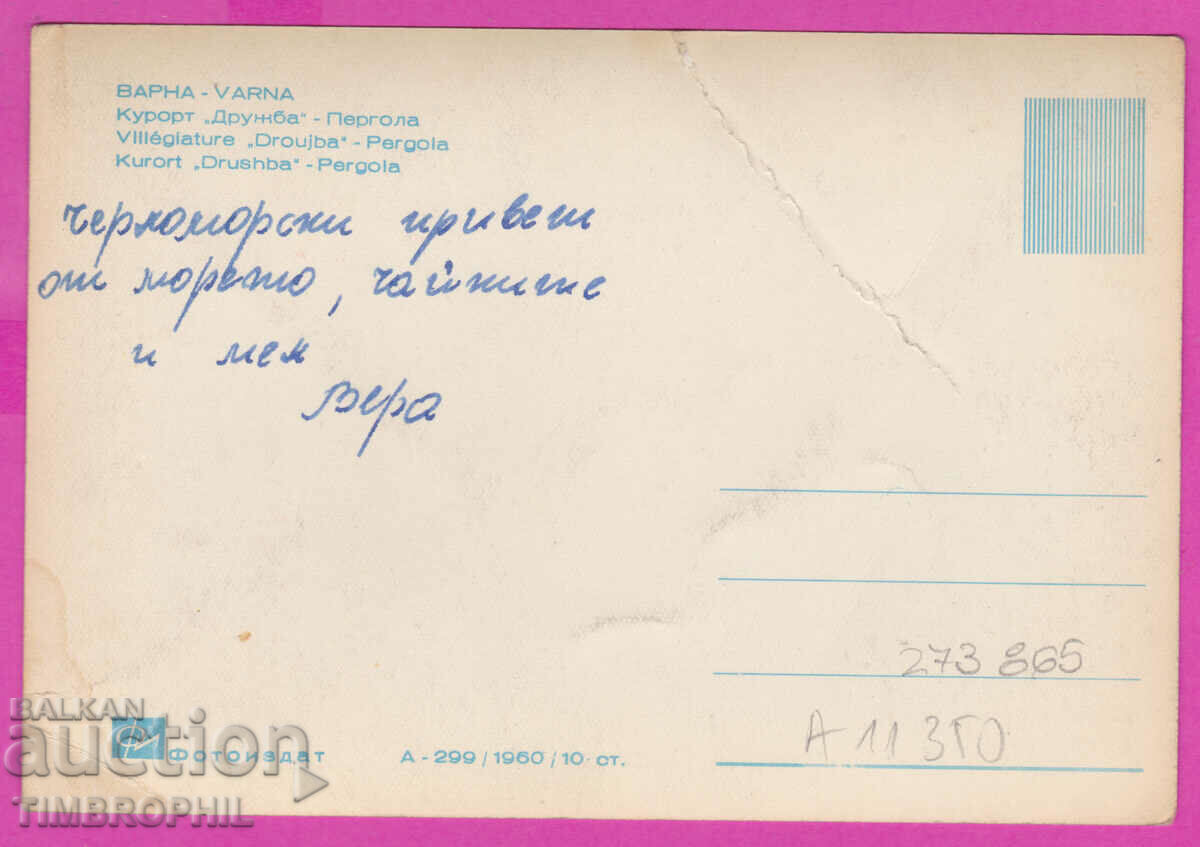 ВАРНА - VARNA
Курорт „Дружба" - Пергола
Villégiature „Droujba" - Pergola
Kurort „Drushba" - Pergola
Черноморски привет
от морето, чайките
и мен
Вера
273 865
А 11 350
Фотоиздат
А - 299 / 1960 / 10 ст.
BALKAN
auction
TIMBROPHIL